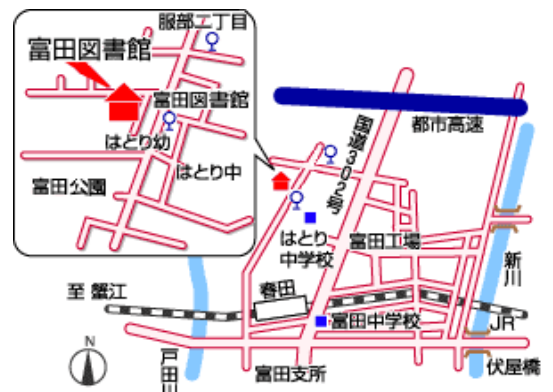 服部二丁目
富田図書館
富田図書館
はとり幼
はとり中
富田公園
都市高速
国道302号
はとり
中学校
富田工場
新川
至 蟹江
春田
富田中学校
JR
戸田川
富田支所
伏屋橋
N